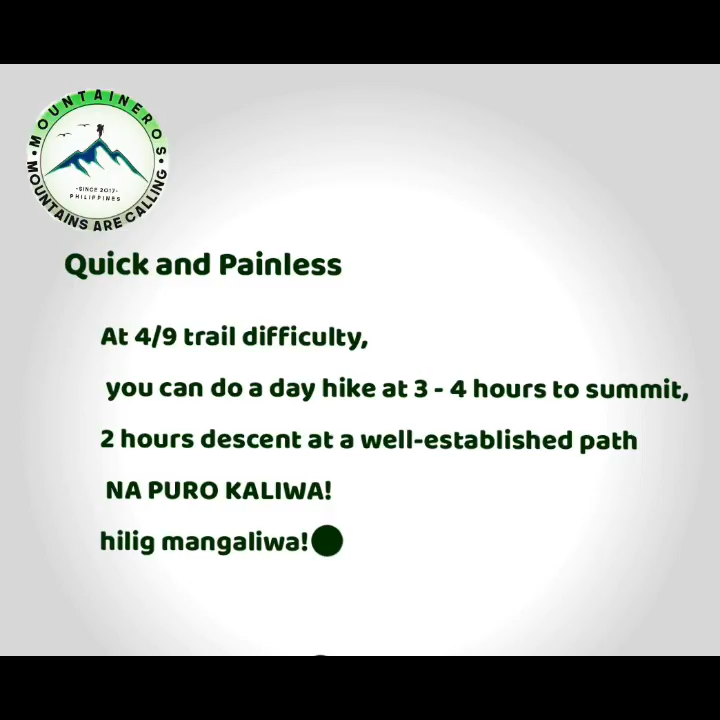 MOUNTAINEROS
-SINCE 2017-
PHILIPPINES
MOUNTAINS ARE CALLING
Quick and Painless
At 4/9 trail difficulty,
you can do a day hike at 3 - 4 hours to summit,
2 hours descent at a well-established path
NA PURO KALIWA!
hilig mangaliwa!